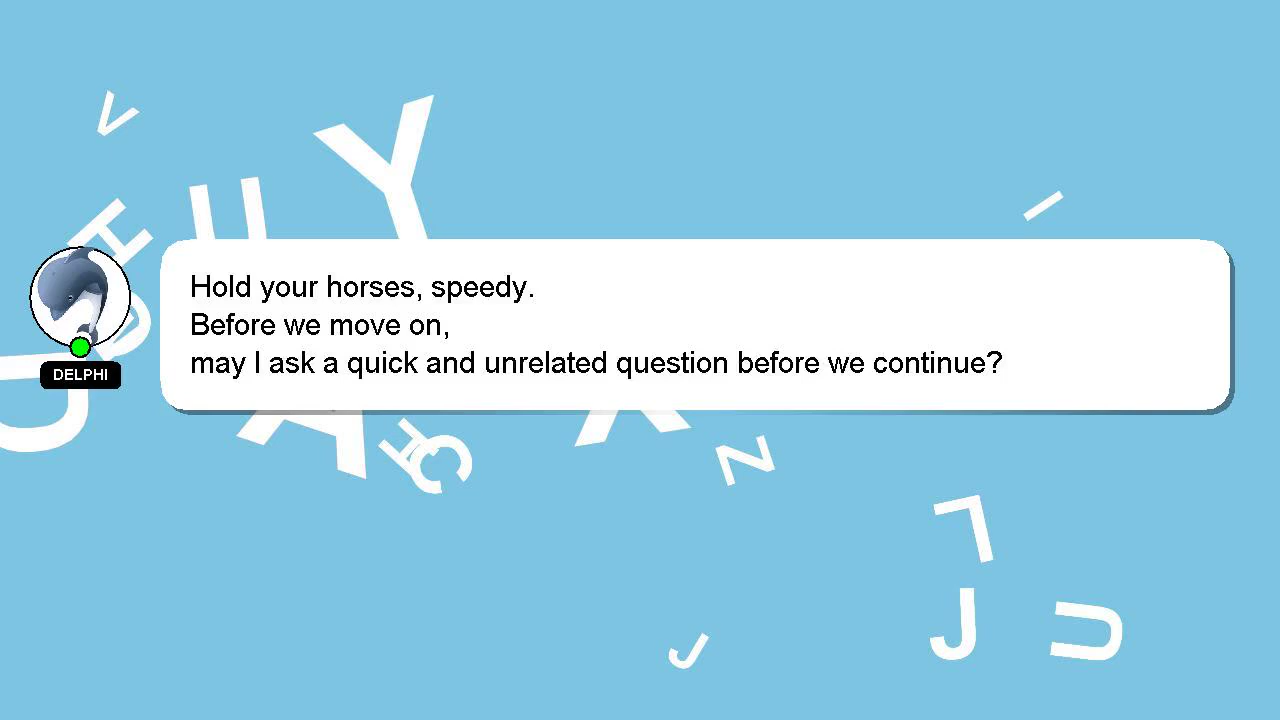 V
Y
H
U
I
Hold your horses, speedy.
Before we move on,
may I ask a quick and unrelated question before we continue?
DELPHI
U
A
X
H
C
N
L
J
U
J